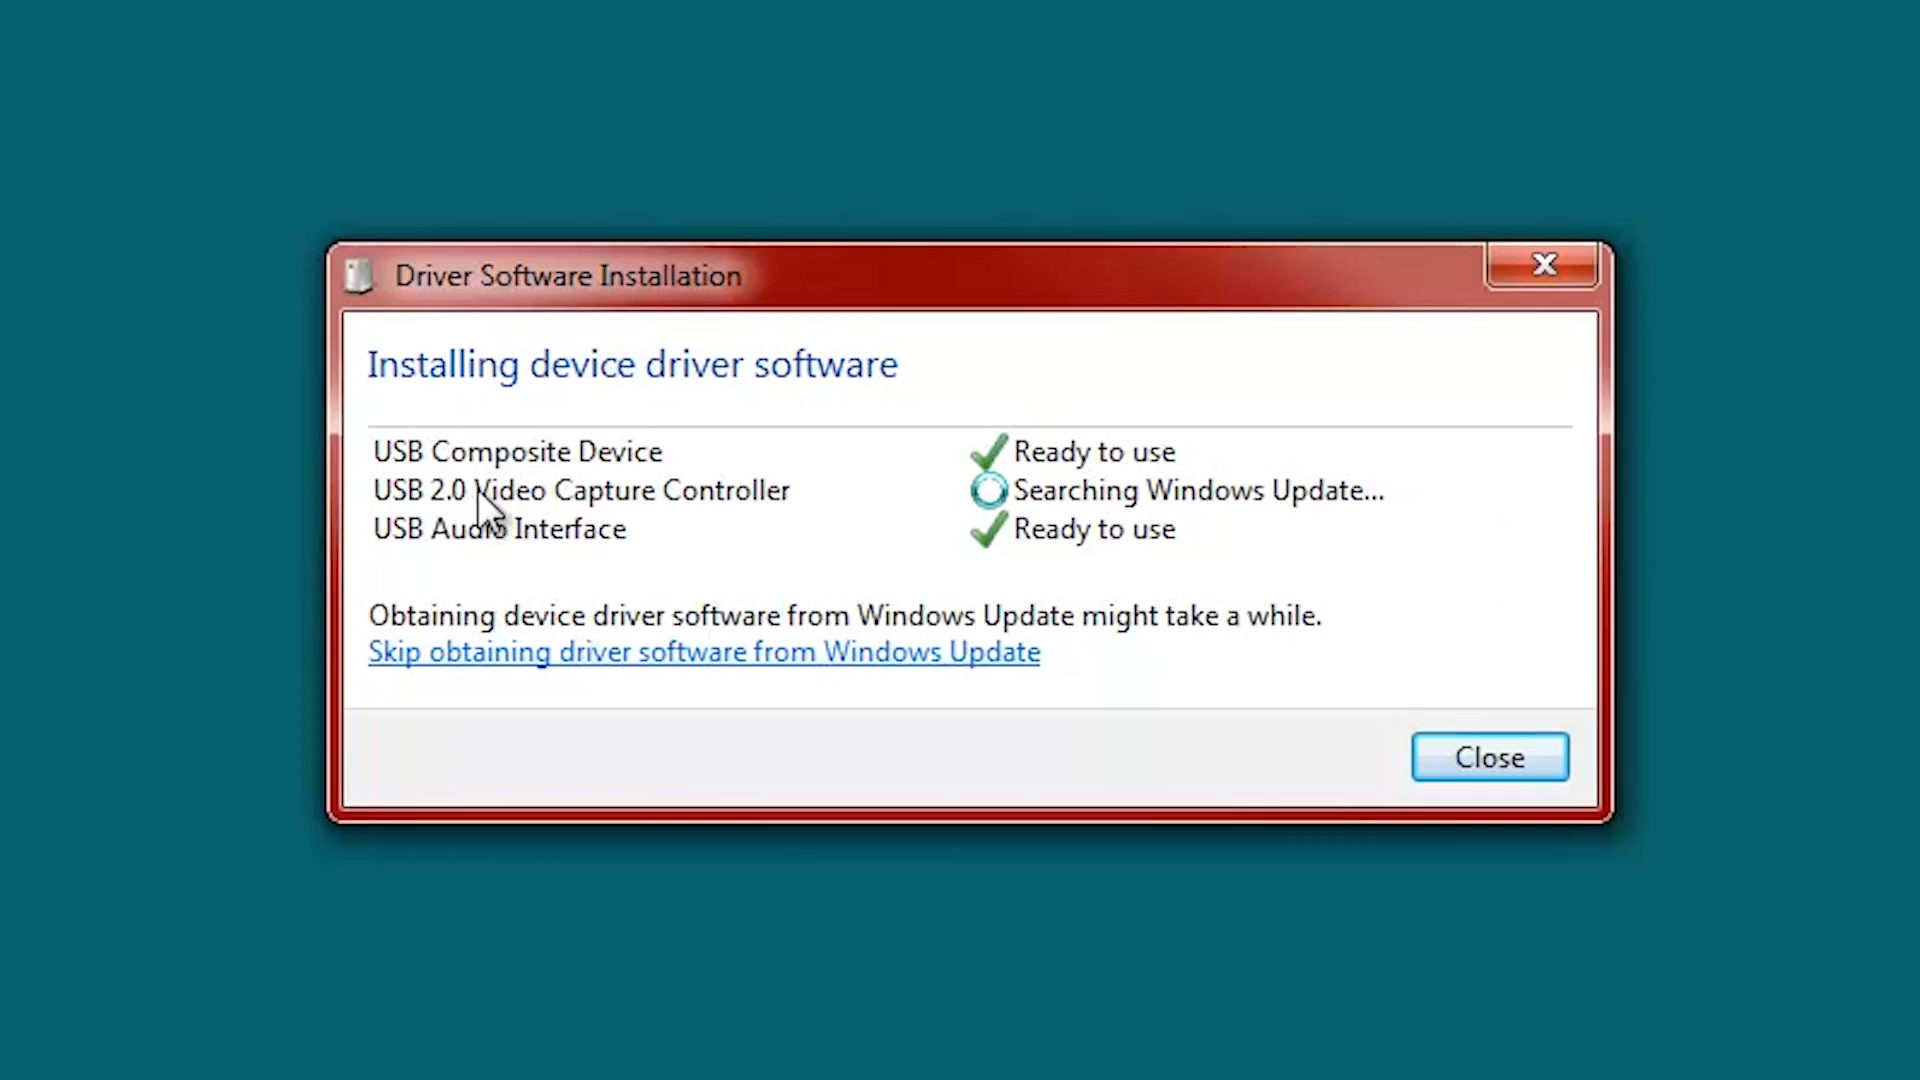 Driver Software Installation
Installing device driver software
USB Composite Device Ready to use
USB 2.0 Video Capture Controller Searching Windows Update...
USB Audio Interface Ready to use
Obtaining device driver software from Windows Update might take a while.
Skip obtaining driver software from Windows Update
Close